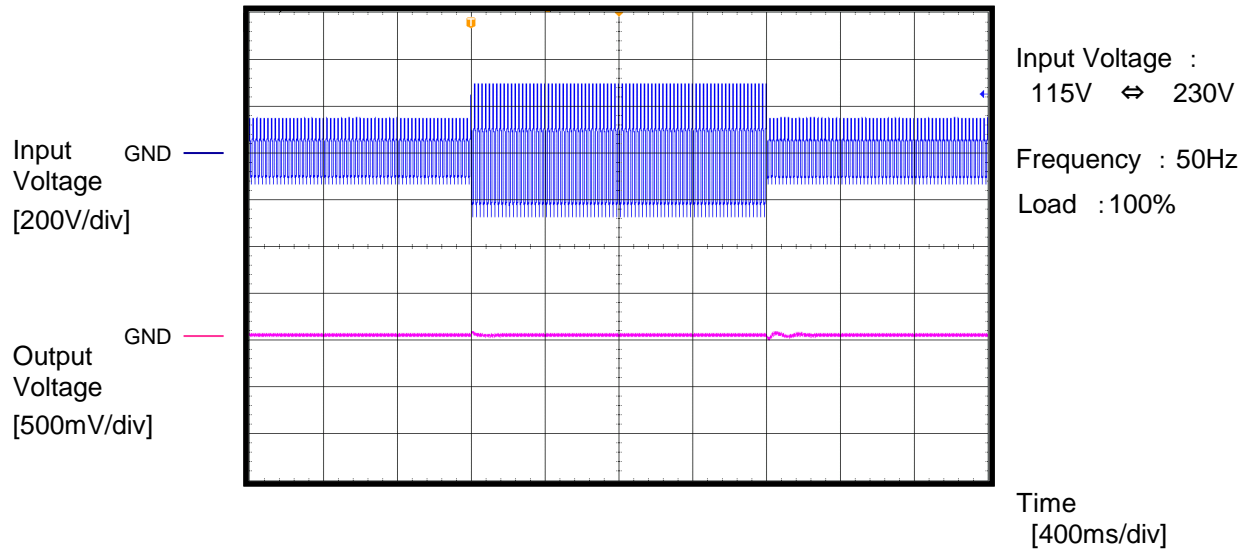 T
Input Voltage :
115V ⇔ 230V
Input
Voltage
[200V/div]
GND
Frequency : 50Hz
Load :100%
GND
Output
Voltage
[500mV/div]
Time
[400ms/div]